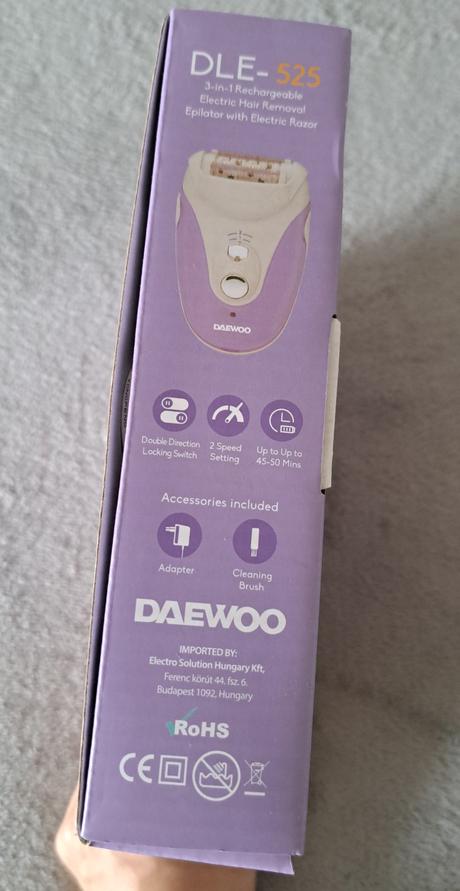 DLE- 525
3-in-1 Rechargeable
Electric Hair Removal
Epilator with Electric Razor
DAEWOO
Double Direction
Locking Switch
2 Speed
Setting
Up to Up to
45-50 Mins
Accessories included
Adapter
Cleaning
Brush
DAEWOO
IMPORTED BY:
Electro Solution Hungary Kft,
Ferenc körút 44. fsz. 6.
Budapest 1092, Hungary
RoHS
CE